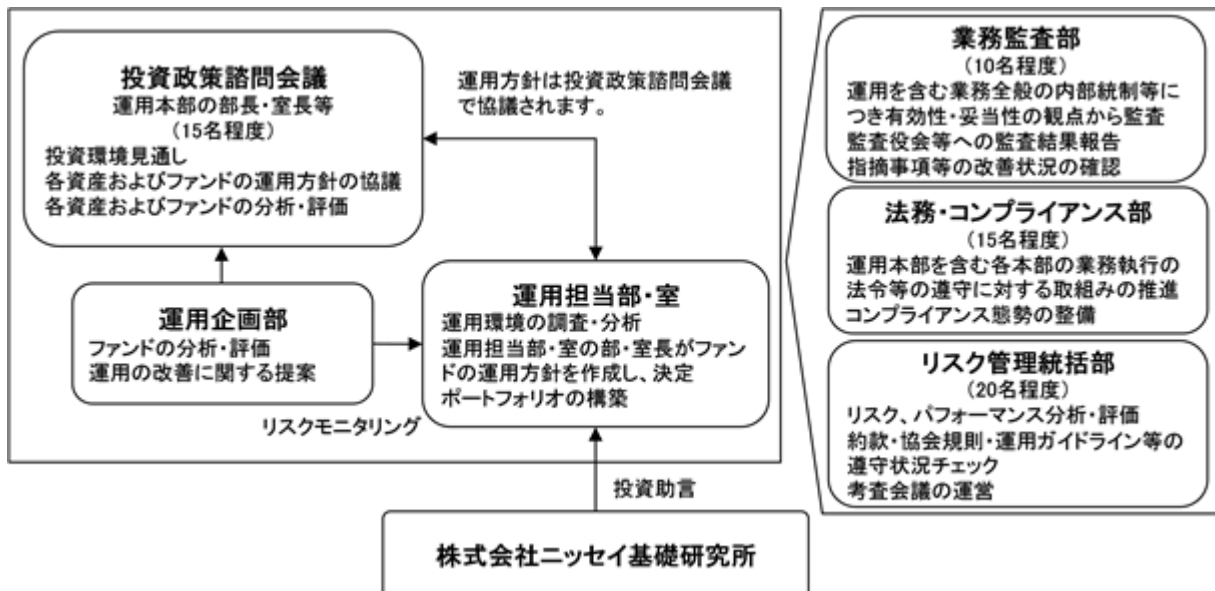 投資政策諮問会議
運用本部の部長・室長等
(15名程度)
投資環境見通し
各資産およびファンドの運用方針の協議
各資産およびファンドの分析・評価
運用方針は投資政策諮問会議
で協議されます。
運用企画部
ファンドの分析・評価
運用の改善に関する提案
リスクモニタリング
運用担当部・室
運用環境の調査・分析
運用担当部・室の部・室長がファン
ドの運用方針を作成し、決定
ポートフォリオの構築
投資助言
株式会社ニッセイ基礎研究所
業務監査部
(10名程度)
運用を含む業務全般の内部統制等に
つき有効性・妥当性の観点から監査
監査役会等への監査結果報告
指摘事項等の改善状況の確認
法務・コンプライアンス部
(15名程度)
運用本部を含む各本部の業務執行の
法令等の遵守に対する取組みの推進
コンプライアンス態勢の整備
リスク管理統括部
(20名程度)
リスク、パフォーマンス分析・評価
約款・協会規則・運用ガイドライン等の
遵守状況チェック
考査会議の運営